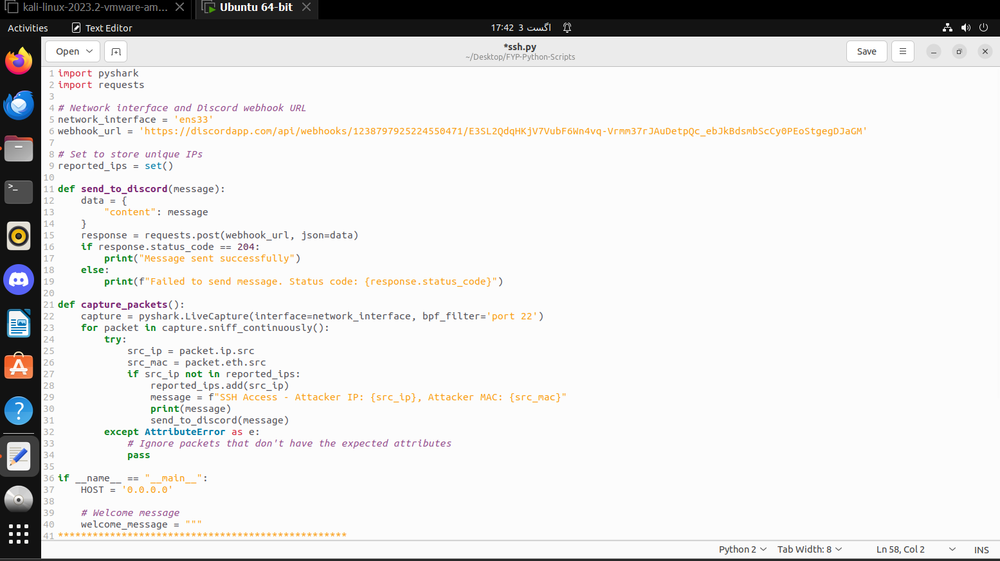 kali-linux-2023.2-vmware-am...
Ubuntu 64-bit
Activities
Text Editor
17:42 3 اگست
Open
*ssh.py
~/Desktop/FYP-Python-Scripts
Save
1 import pyshark
2 import requests
3
4 # Network interface and Discord webhook URL
5 network_interface = 'ens33'
6 webhook_url = 'https://discordapp.com/api/webhooks/1238797925224550471/E3SL2QdqHKjV7VubF6Wn4vq-Vrmm37rJAuDetpQc_ebJkBdsmbScCy0PEoStgegDJaGM'
7
8 # Set to store unique IPs
9 reported_ips = set()
10
11 def send_to_discord(message):
12     data = {
13         "content": message
14     }
15     response = requests.post(webhook_url, json=data)
16     if response.status_code == 204:
17         print("Message sent successfully")
18     else:
19         print(f"Failed to send message. Status code: {response.status_code}")
20
21 def capture_packets():
22     capture = pyshark.LiveCapture(interface=network_interface, bpf_filter='port 22')
23     for packet in capture.sniff_continuously():
24         try:
25             src_ip = packet.ip.src
26             src_mac = packet.eth.src
27             if src_ip not in reported_ips:
28                 reported_ips.add(src_ip)
29                 message = f"SSH Access - Attacker IP: {src_ip}, Attacker MAC: {src_mac}"
30                 print(message)
31                 send_to_discord(message)
32         except AttributeError as e:
33             # Ignore packets that don't have the expected attributes
34             pass
35
36 if __name__ == "__main__":
37     HOST = '0.0.0.0'
38
39     # Welcome message
40     welcome_message = """
41 **************************************************
Python 2
Tab Width: 8
Ln 58, Col 2
INS